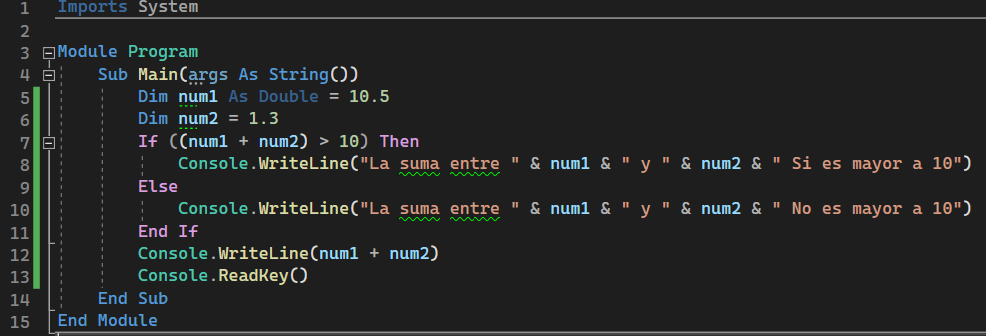 1 Imports System
2
3 Module Program
4 Sub Main(args As String())
5 Dim num1 As Double = 10.5
6 Dim num2 = 1.3
7 If ((num1 + num2) > 10) Then
8 Console.WriteLine("La suma entre " & num1 & " y " & num2 & " Si es mayor a 10")
9 Else
10 Console.WriteLine("La suma entre " & num1 & " y " & num2 & " No es mayor a 10")
11 End If
12 Console.WriteLine(num1 + num2)
13 Console.ReadKey()
14 End Sub
15 End Module